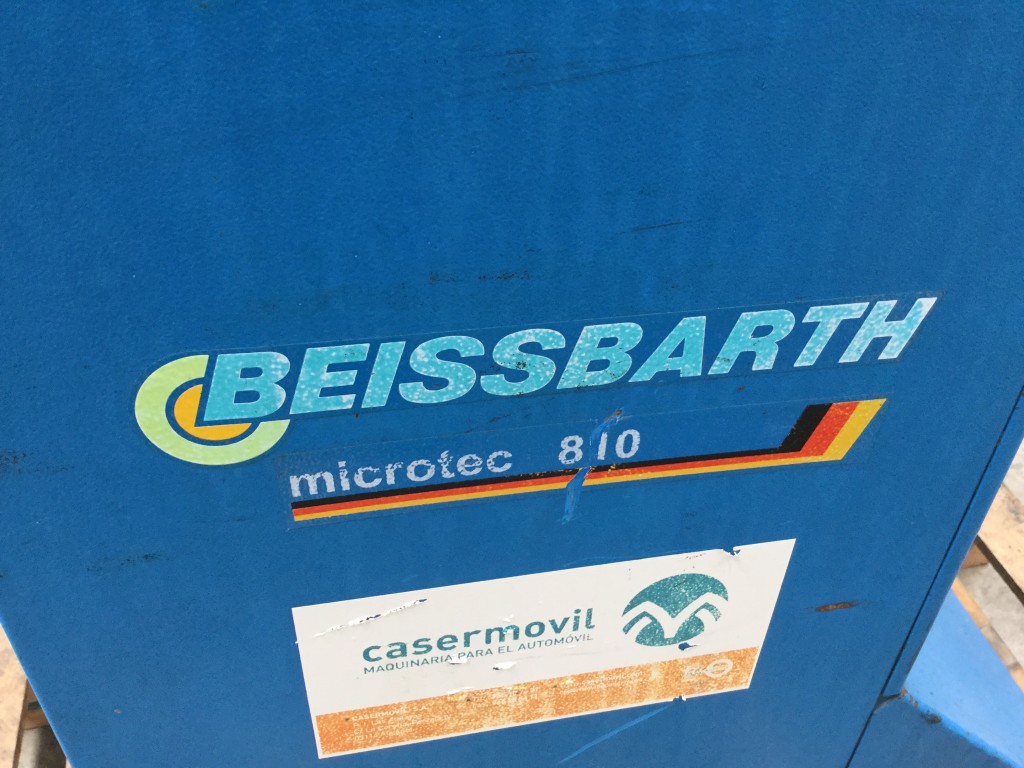 BEISSBARTH
microtec 810
casermovil
MAQUINARIA PARA EL AUTOMÓVIL